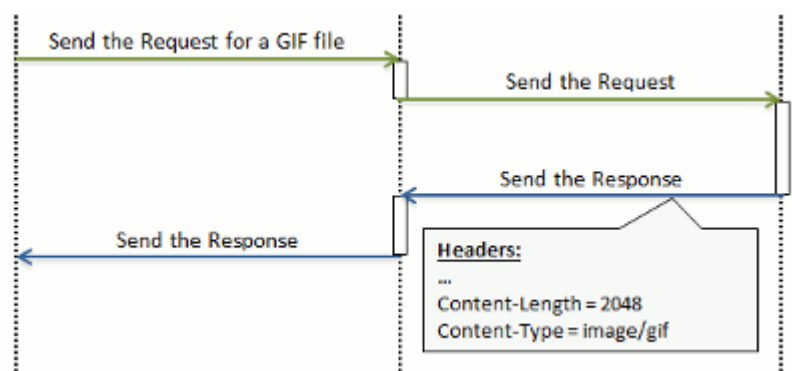 Send the Request for a GIF file
Send the Request
Send the Response
Send the Response
Headers:
...
Content-Length = 2048
Content-Type = image/gif